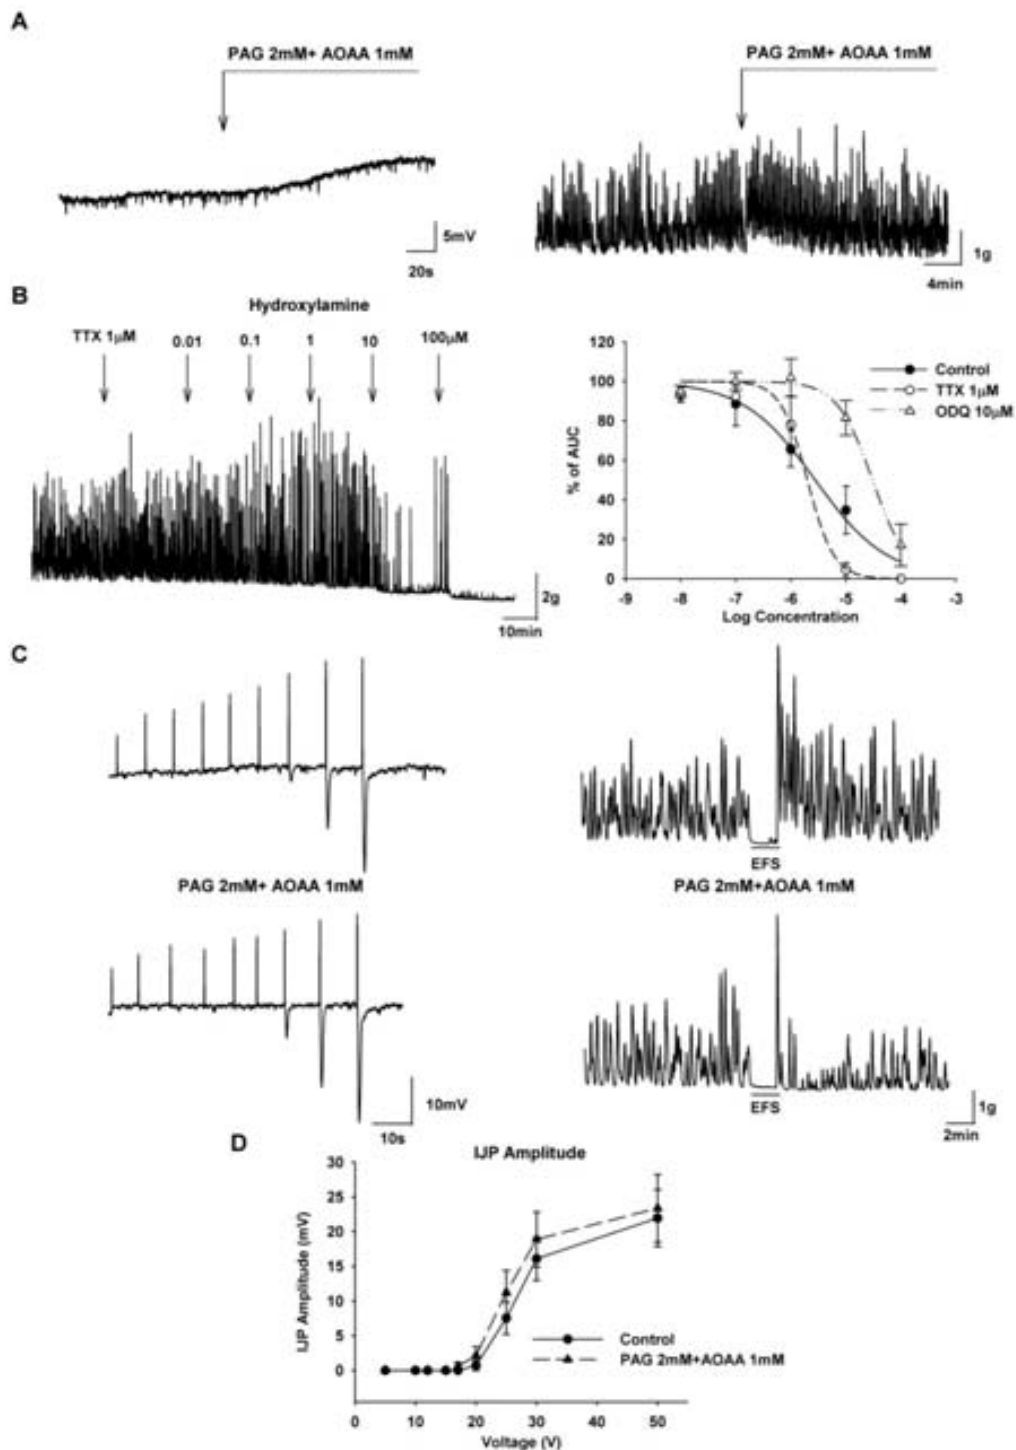 A
PAG 2mM+ AOAA 1mM
PAG 2mM+ AOAA 1mM
5mV
20s
1g
4min
B
Hydroxylamine
TTX 1μM
0.01
0.1
1
10
100μM
2g
10min
120
100
80
60
40
20
0
% of AUC
-9
-8
-7
-6
-5
-4
-3
Log Concentration
Control
TTX 1μM
ODQ 10μM
C
EFS
PAG 2mM+ AOAA 1mM
PAG 2mM+AOAA 1mM
10mV
10s
EFS
1g
2min
D
IJP Amplitude
30
25
20
15
10
5
0
IJP Amplitude (mV)
0
10
20
30
40
50
Voltage (V)
Control
PAG 2mM+AOAA 1mM